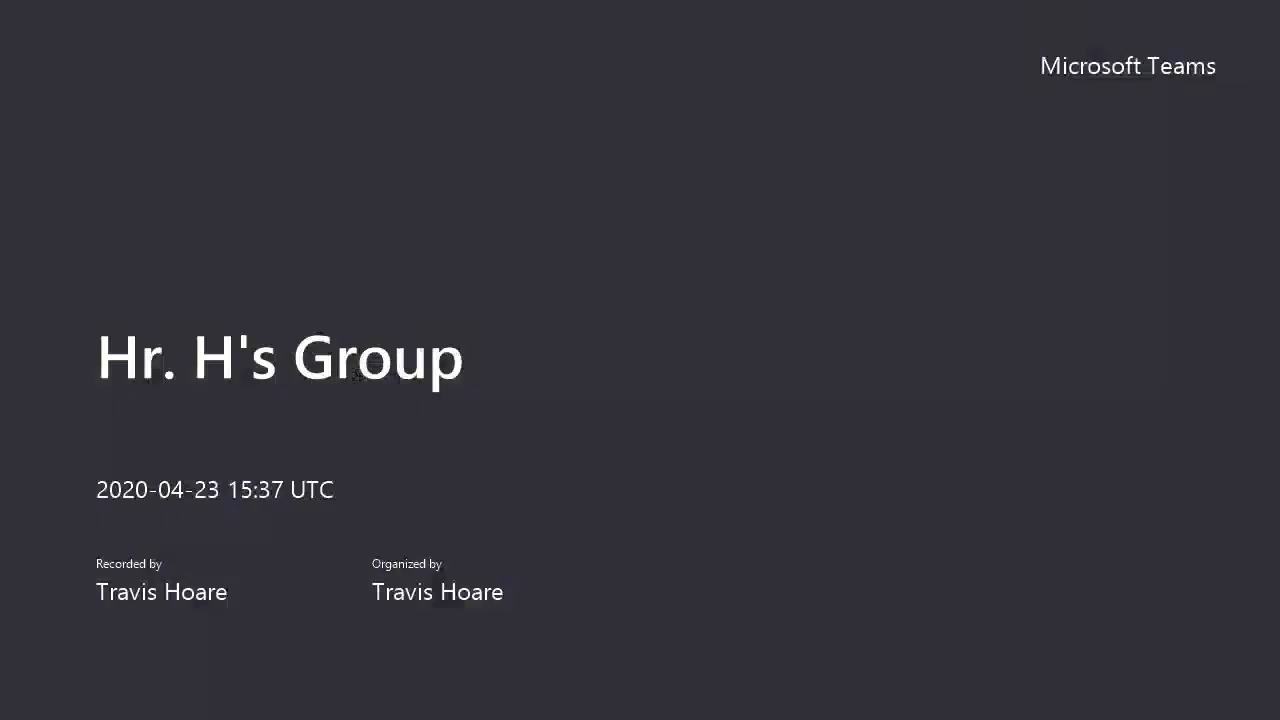 Microsoft Teams
Hr. H's Group
2020-04-23 15:37 UTC
Recorded by
Travis Hoare
Organized by
Travis Hoare